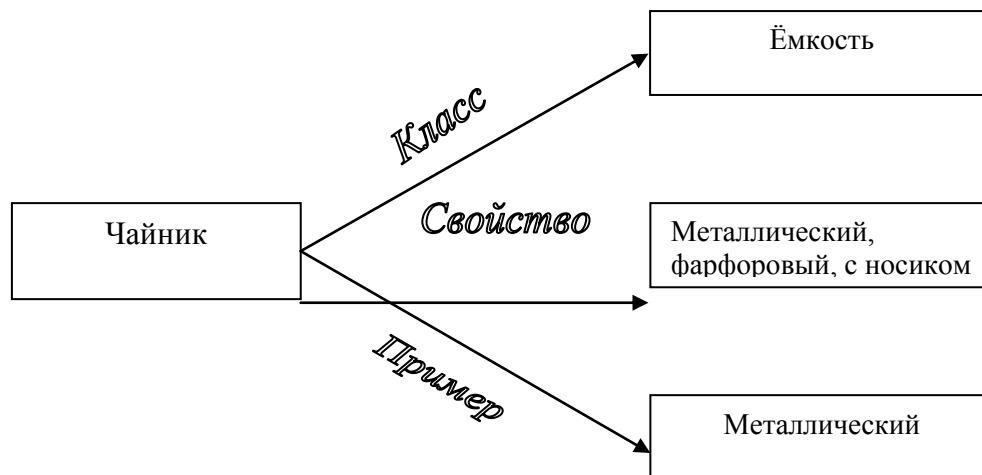 Ёмкость
Класс
Чайник
Свойство
Металлический,
фарфоровый, с носиком
Пример
Металлический